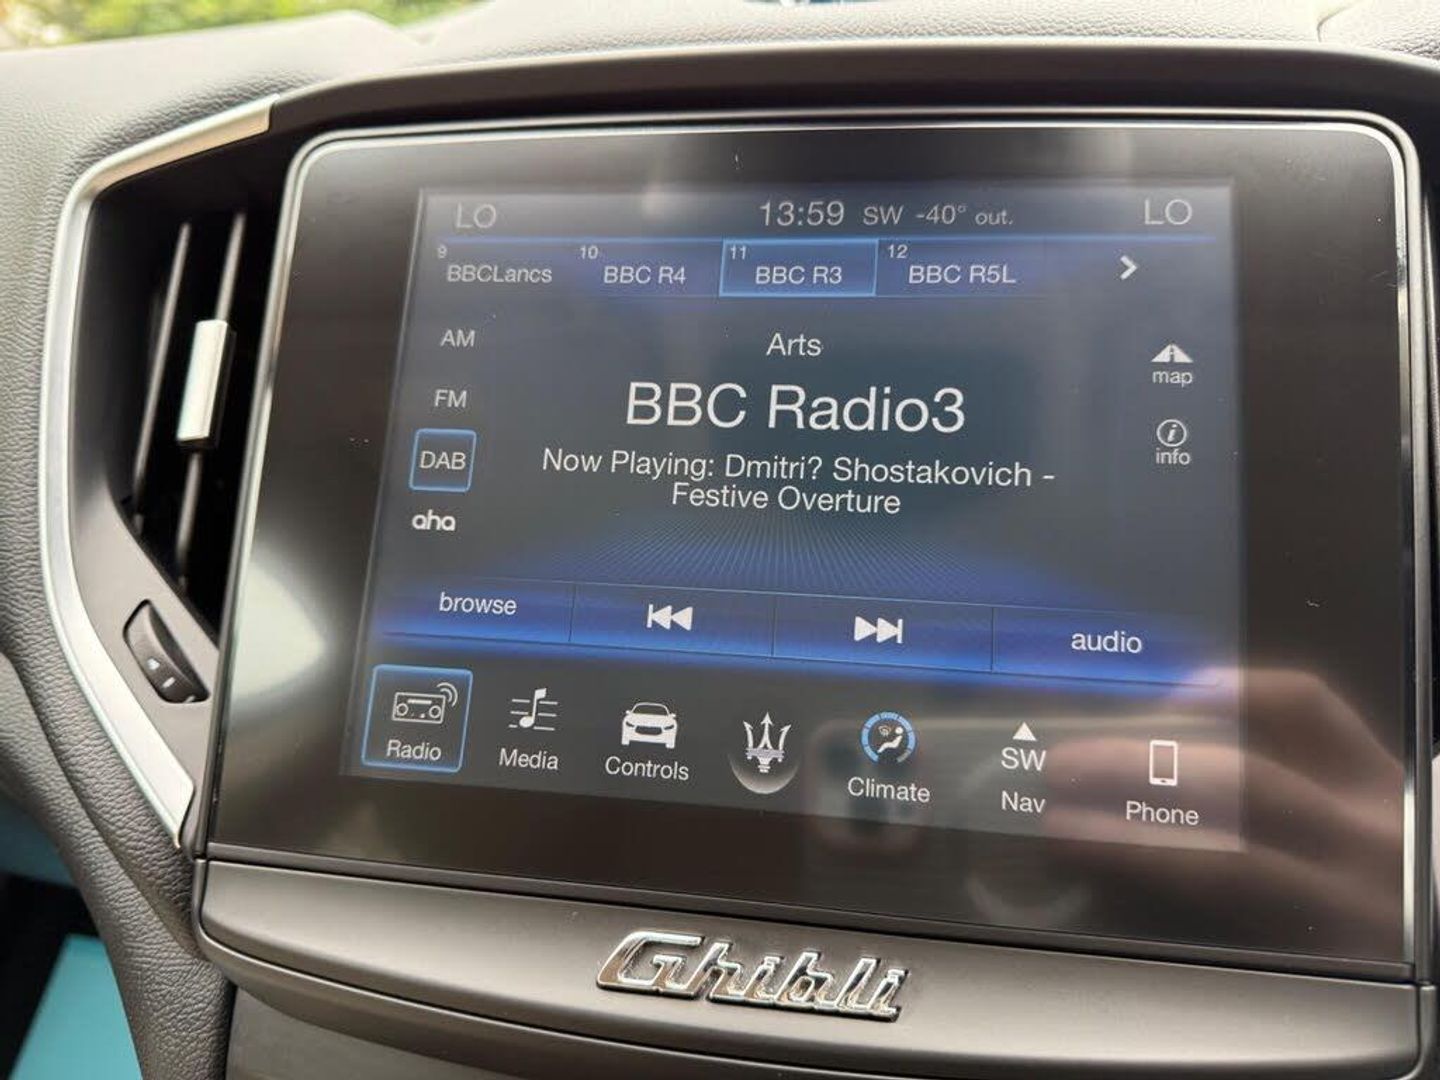 LO 13:59 SW -40° out. LO
9 BBCLancs 10 BBC R4 11 BBC R3 12 BBC R5L
AM
FM
DAB
aha
Arts
BBC Radio3
Now Playing: Dmitri? Shostakovich -
Festive Overture
map
info
browse audio
Radio Media Controls Climate SW Nav Phone
Ghibli